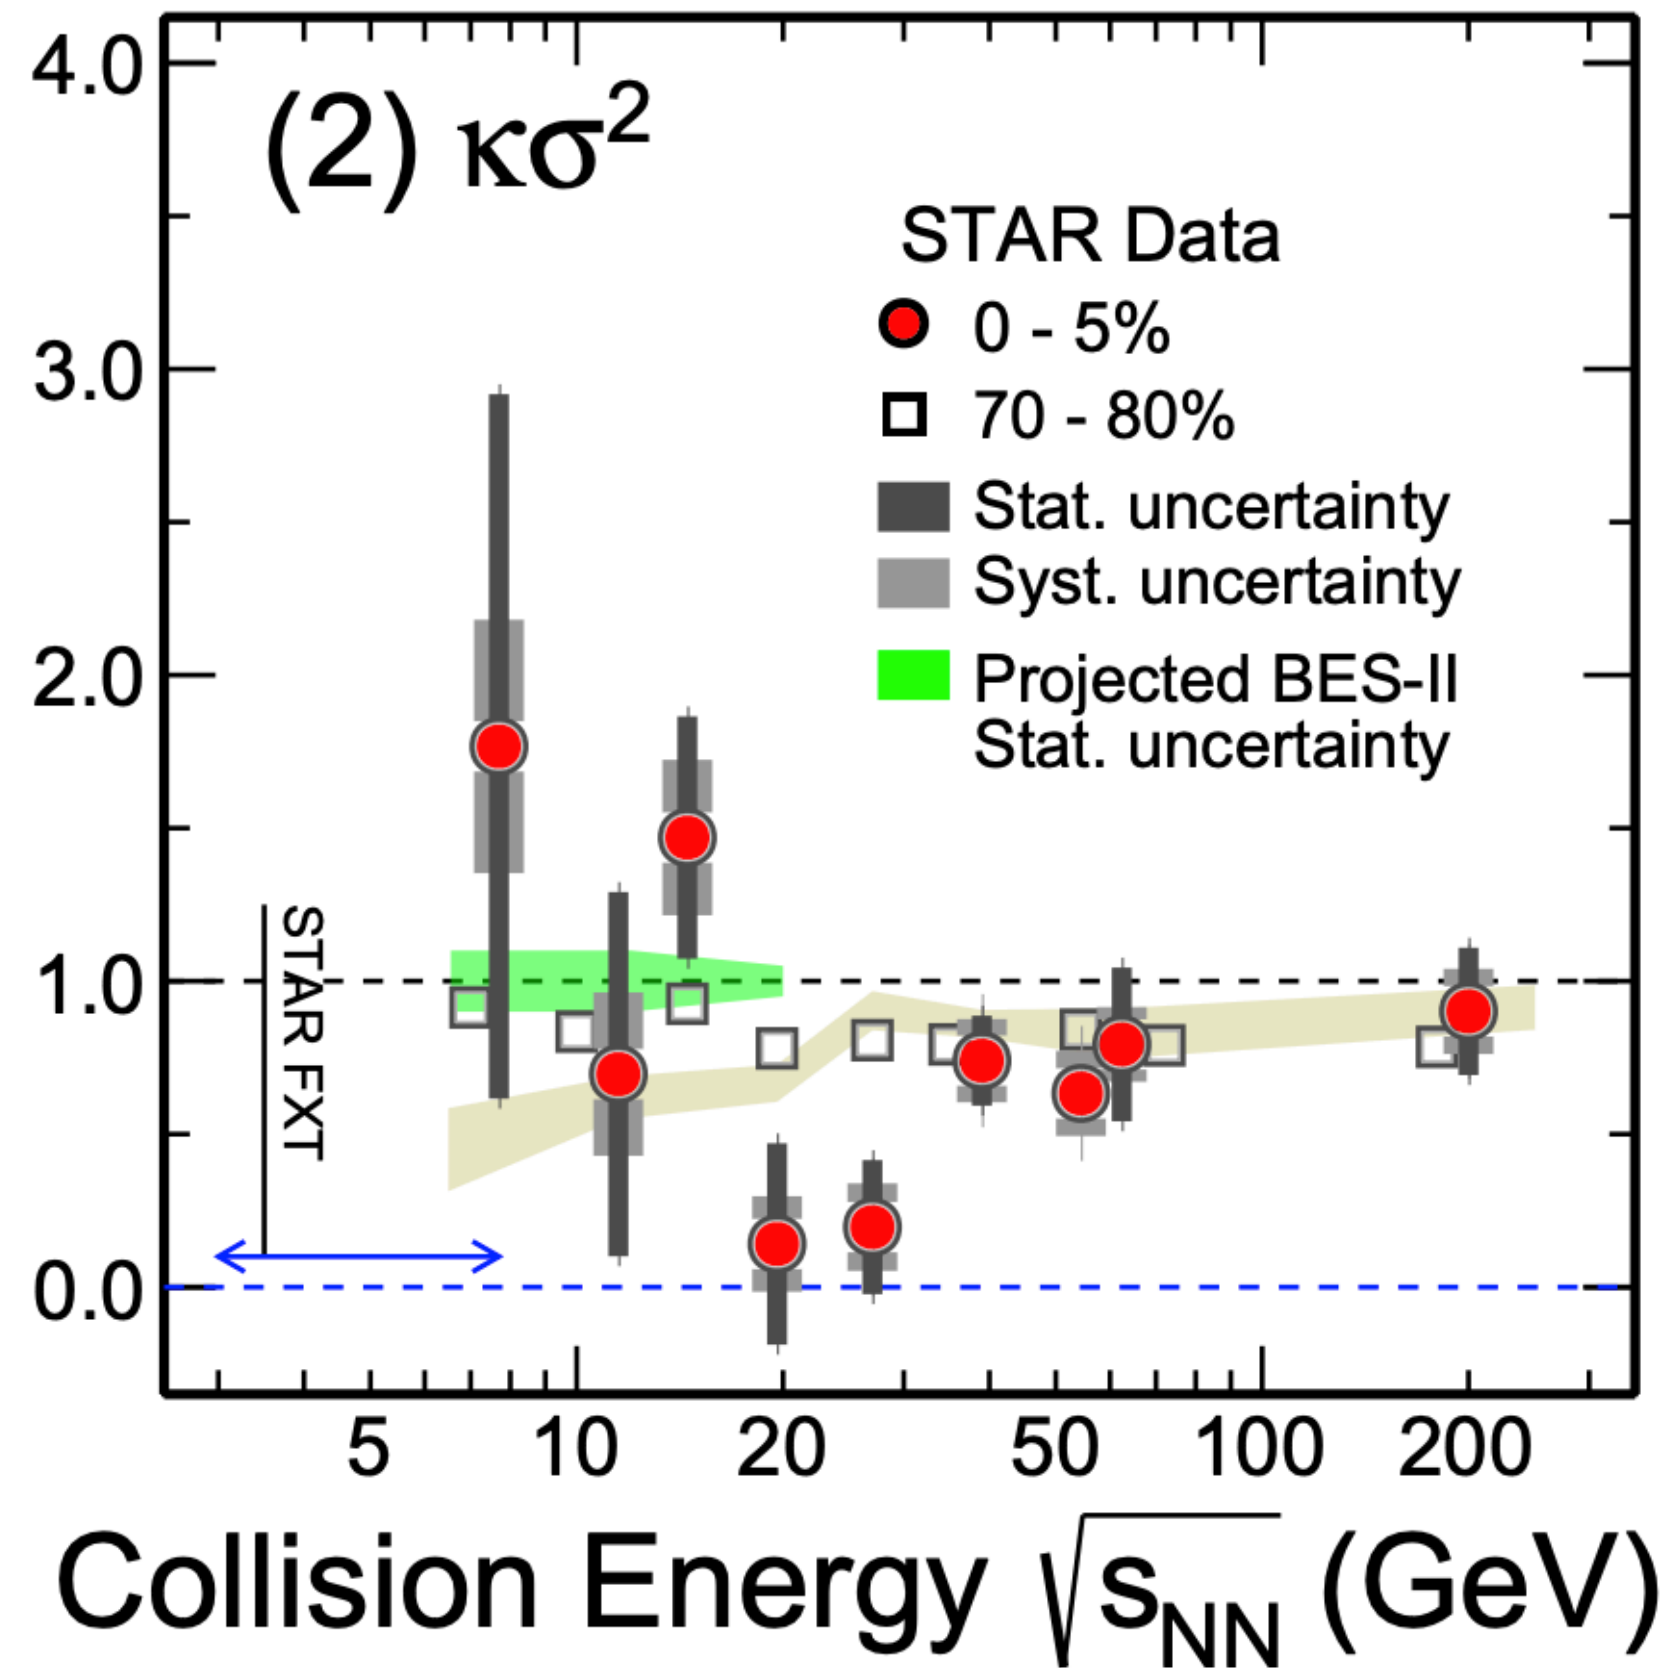 4.0
3.0
2.0
1.0
0.0
(2) κσ²
STAR Data
0 - 5%
70 - 80%
Stat. uncertainty
Syst. uncertainty
Projected BES-II
Stat. uncertainty
STAR FXT
5 10 20 50 100 200
Collision Energy √sNN (GeV)